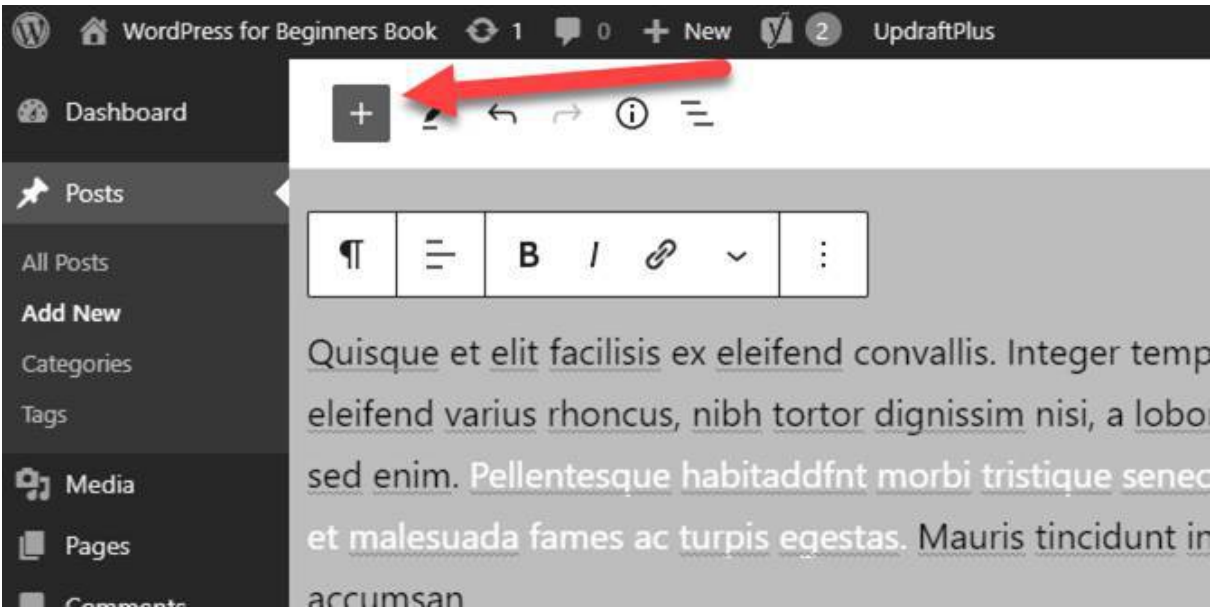 WordPress for Beginners Book 1 0 New 2 UpdraftPlus
Dashboard
Posts
All Posts
Add New
Categories
Tags
Media
Pages
Comments
B I
Quisque et elit facilisis ex eleifend convallis. Integer temp
eleifend varius rhoncus, nibh tortor dignissim nisi, a lobor
sed enim. Pellentesque habitaddfnt morbi tristique senec
et malesuada fames ac turpis egestas. Mauris tincidunt in
accumsan